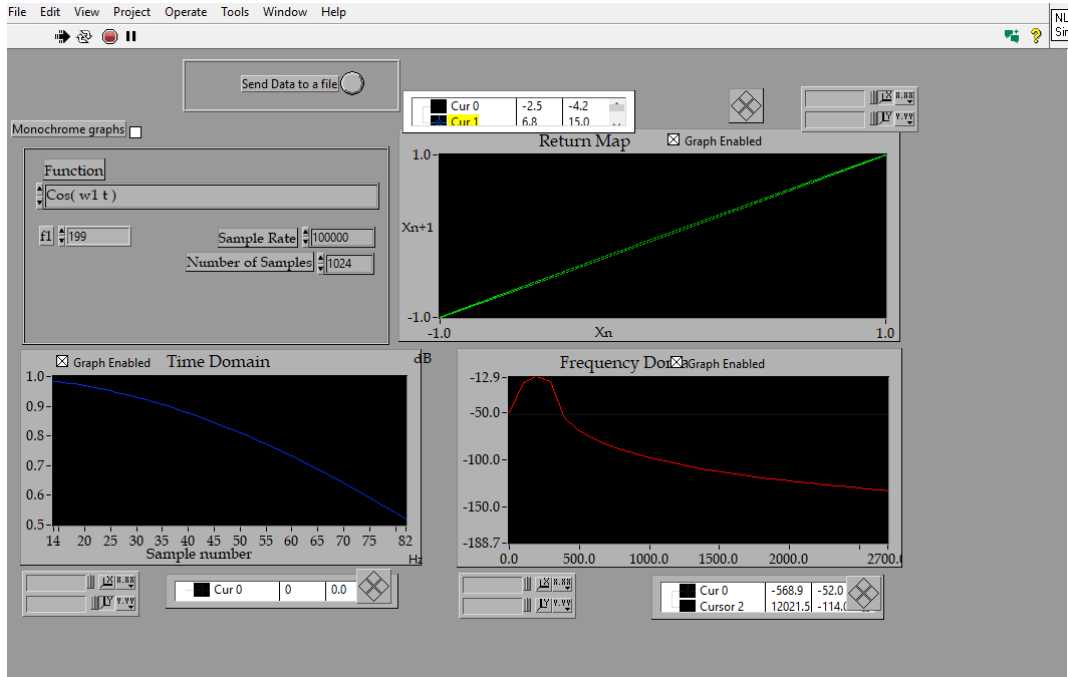 File Edit View Project Operate Tools Window Help
NL
Sir
Send Data to a file
Cur 0 -2.5 -4.2
Cur 1 6.8 15.0
Monochrome graphs
Return Map Graph Enabled
Function
Cos( w1 t )
f1 199
Sample Rate 100000
Number of Samples 1024
1.0
Xn+1
-1.0
-1.0 Xn 1.0
Graph Enabled Time Domain
1.0
0.9
0.8
0.7
0.6
0.5
14 20 25 30 35 40 45 50 55 60 65 70 75 82
Sample number
dB
Frequency Do Graph Enabled
-12.9
-50.0
-100.0
-150.0
-188.7
0.0 500.0 1000.0 1500.0 2000.0 2700.
Hz
X.XX
Y.YY
Cur 0 0 0.0
Cur 0 -568.9 -52.0
Cursor 2 12021.5 -114.